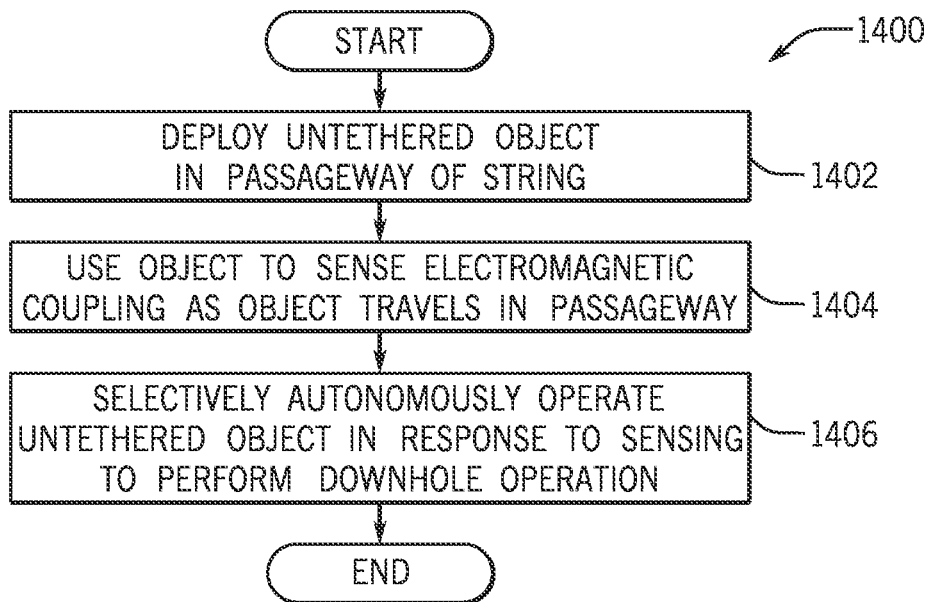 START
1400
DEPLOY UNTETHERED OBJECT
IN PASSAGEWAY OF STRING
1402
USE OBJECT TO SENSE ELECTROMAGNETIC
COUPLING AS OBJECT TRAVELS IN PASSAGEWAY
1404
SELECTIVELY AUTONOMOUSLY OPERATE
UNTETHERED OBJECT IN RESPONSE TO SENSING
TO PERFORM DOWNHOLE OPERATION
1406
END